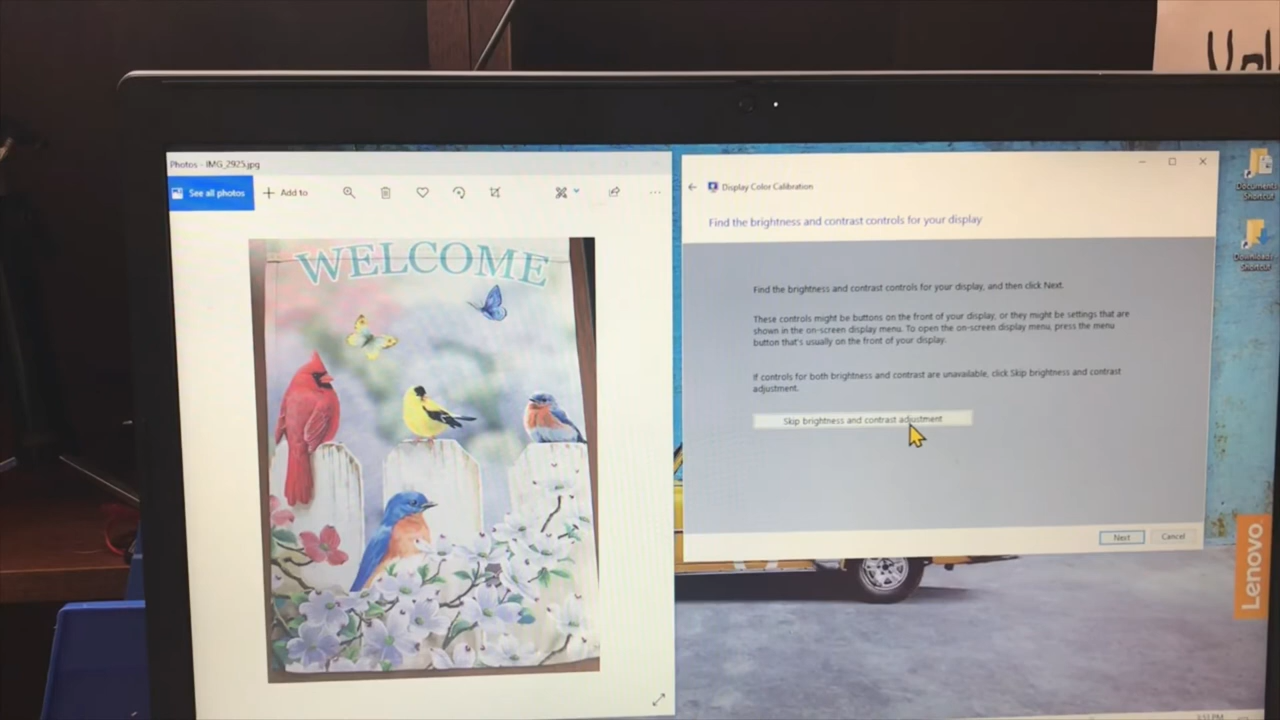 Photos - IMG_2925.jpg
See all photos
Add to
WELCOME
Display Color Calibration
Find the brightness and contrast controls for your display
Find the brightness and contrast controls for your display, and then click Next.
These controls might be buttons on the front of your display, or they might be settings that are
shown in the on-screen display menu. To open the on-screen display menu, press the menu
button that's usually on the front of your display.
If controls for both brightness and contrast are unavailable, click Skip brightness and contrast
adjustment.
Skip brightness and contrast adjustment
Next
Cancel
Shortcut
Shortcut
Lenovo